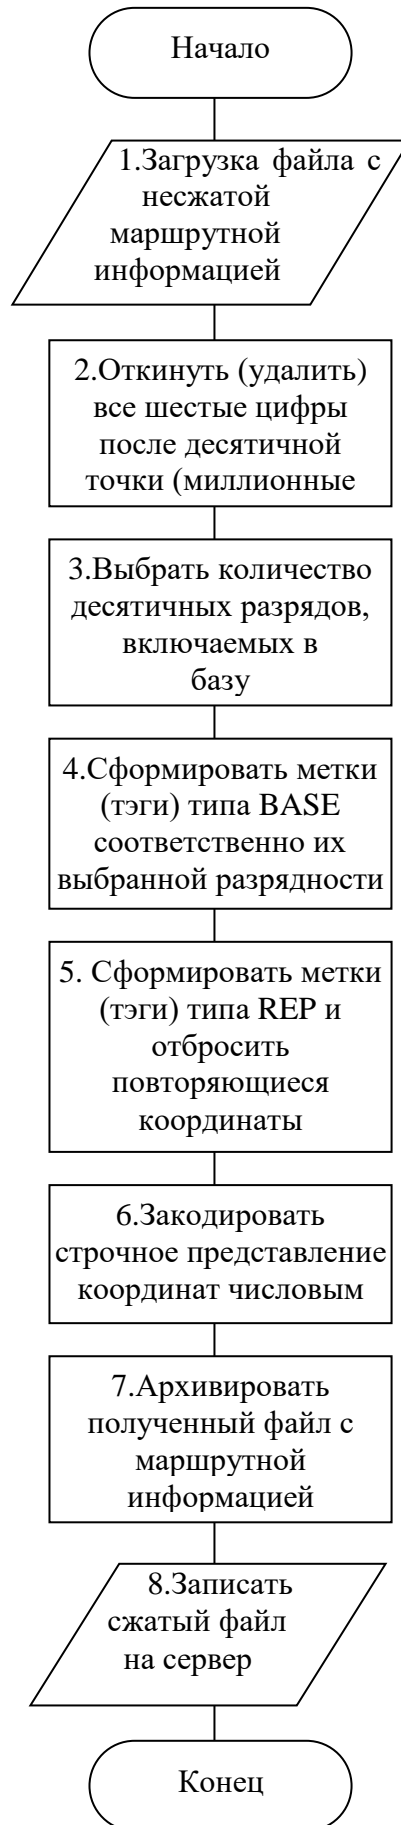 Начало
1.Загрузка файла с
несжатой
маршрутной
информацией
2.Откинуть (удалить)
все шестые цифры
после десятичной
точки (миллионные
3.Выбрать количество
десятичных разрядов,
включаемых в
базу
4.Сформировать метки
(тэги) типа BASE
соответственно их
выбранной разрядности
5. Сформировать метки
(тэги) типа REP и
отбросить
повторяющиеся
координаты
6.Закодировать
строчное представление
координат числовым
7.Архивировать
полученный файл с
маршрутной
информацией
8.Записать
сжатый файл
на сервер
Конец